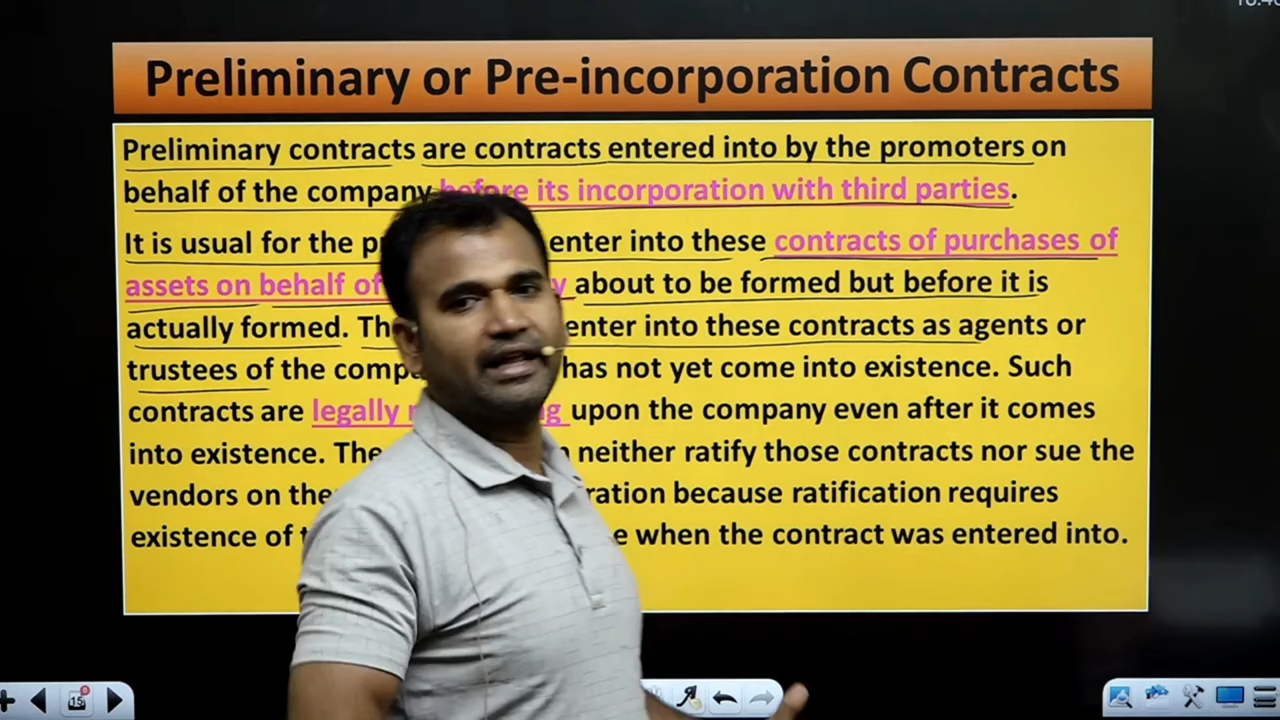 Preliminary or Pre-incorporation Contracts
Preliminary contracts are contracts entered into by the promoters on
behalf of the company before its incorporation with third parties.
It is usual for the enter into these contracts of purchases of
assets on behalf of about to be formed but before it is
actually formed. enter into these contracts as agents or
trustees of the has not yet come into existence. Such
contracts are legally upon the company even after it comes
into existence. The neither ratify those contracts nor sue the
vendors on because ratification requires
existence of when the contract was entered into.
15